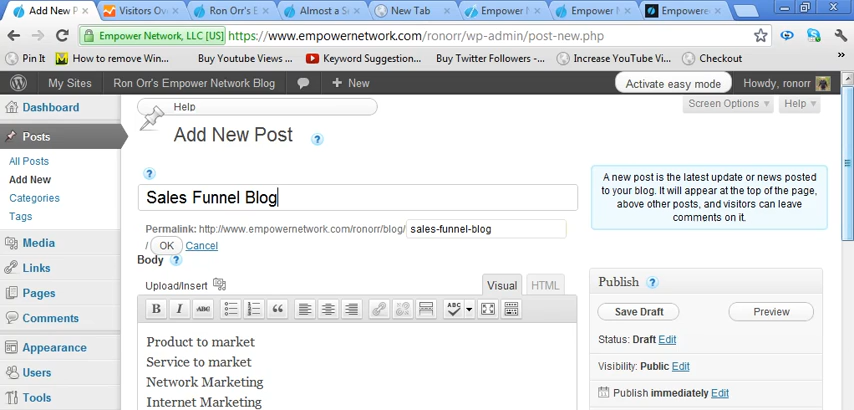 Add New P
Visitors Ov
Ron Orr's E
Almost a S
New Tab
Empower
Empower N
Empowere
Empower Network, LLC [US]
https://www.empowernetwork.com/ronorr/wp-admin/post-new.php
Pin It
How to remove Win...
Buy Youtube Views ...
Keyword Suggestion...
Buy Twitter Followers -...
Increase YouTube Vi...
Checkout
My Sites
Ron Orr's Empower Network Blog
+ New
Activate easy mode
Howdy, ronorr
Dashboard
Posts
All Posts
Add New
Categories
Tags
Media
Links
Pages
Comments
Appearance
Users
Tools
Help
Screen Options
Help
Add New Post
?
?
Sales Funnel Blog
Permalink: http://www.empowernetwork.com/ronorr/blog/ sales-funnel-blog
/ OK Cancel
Body ?
Upload/Insert
Visual
HTML
B I ABC
ABC
Product to market
Service to market
Network Marketing
Internet Marketing
A new post is the latest update or news posted
to your blog. It will appear at the top of the page,
above other posts, and visitors can leave
comments on it.
Publish ?
Save Draft
Preview
Status: Draft Edit
Visibility: Public Edit
Publish immediately Edit